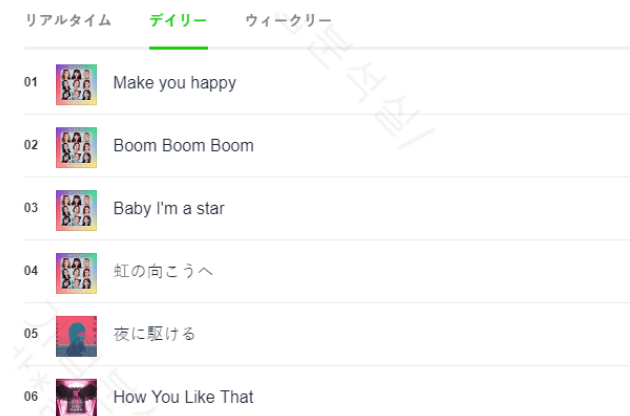 リアルタイム デイリー ウィークリー
01 Make you happy
02 Boom Boom Boom
03 Baby I'm a star
04 虹の向こうへ
05 夜に駆ける
06 How You Like That